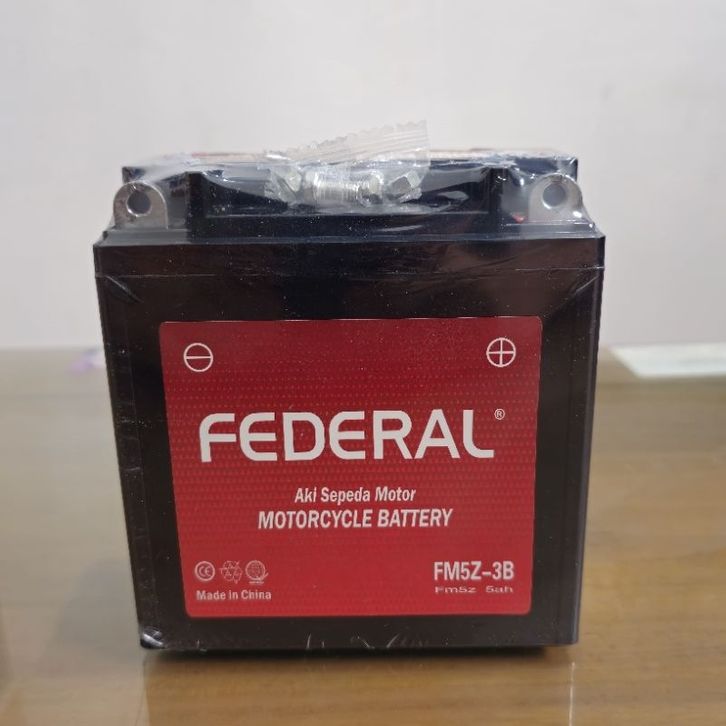 FEDERAL®
Aki Sepeda Motor
MOTORCYCLE BATTERY
FM5Z-3B
Fm5z 5ah
Made in China